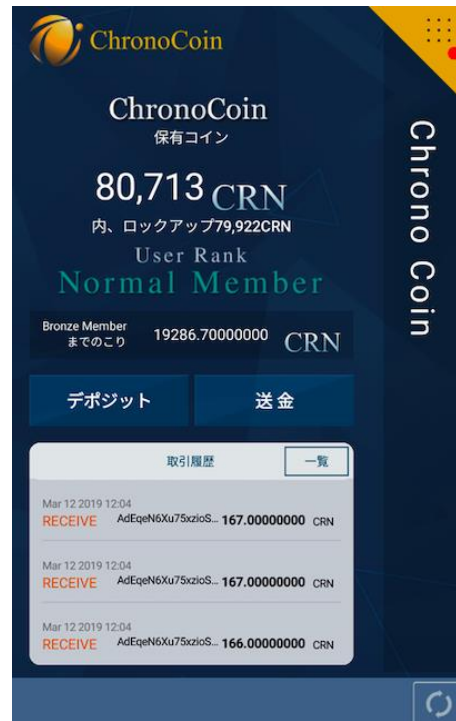 ChronoCoin
ChronoCoin
保有コイン
80,713 CRN
内、ロックアップ79,922CRN
User Rank
Normal Member
Bronze Member
までのこり
19286.70000000 CRN
デポジット
送金
取引履歴
一覧
Mar 12 2019 12:04
RECEIVE AdEqeN6Xu75xzioS... 167.00000000 CRN
Mar 12 2019 12:04
RECEIVE AdEqeN6Xu75xzioS... 167.00000000 CRN
Mar 12 2019 12:04
RECEIVE AdEqeN6Xu75xzioS... 166.00000000 CRN
Chrono Coin